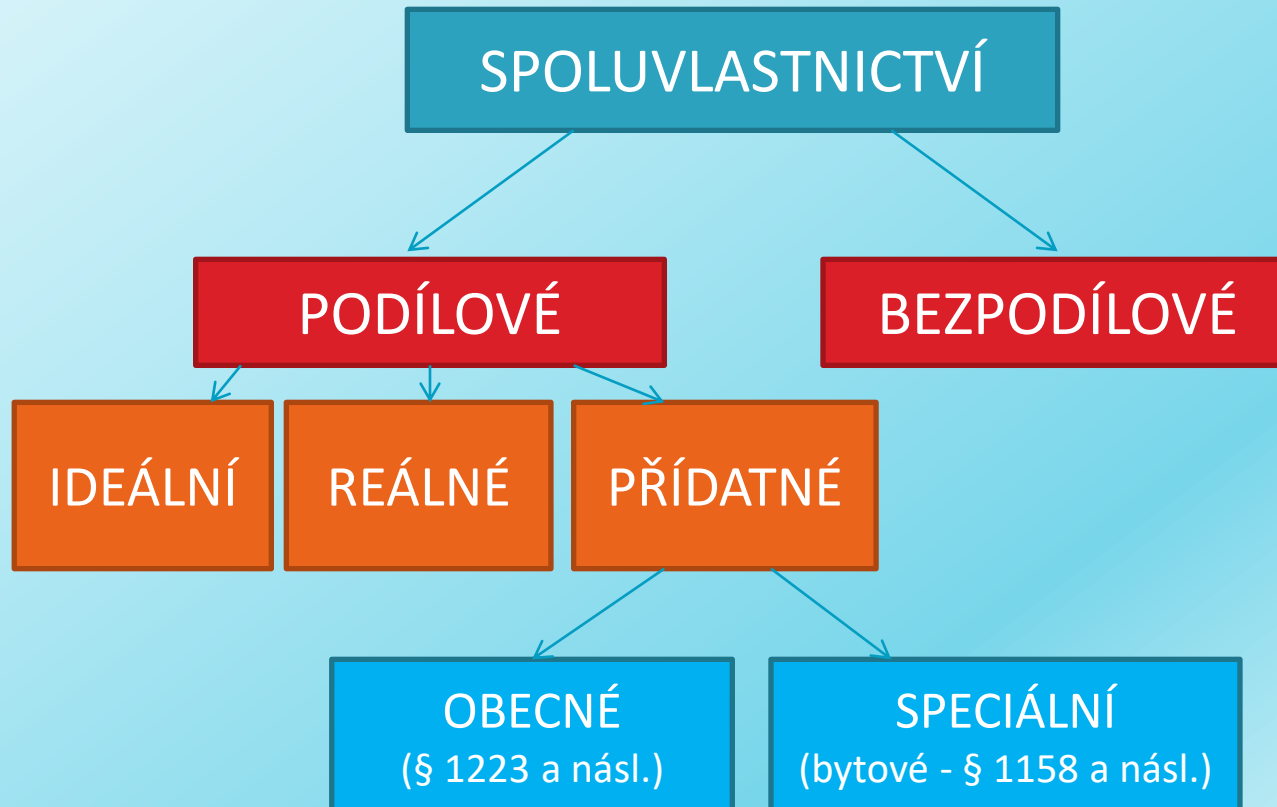 SPOLUVLASTNICTVÍ
PODÍLOVÉ
BEZPODÍLOVÉ
IDEÁLNÍ
REÁLNÉ
PŘÍDATNÉ
OBECNÉ
(§ 1223 a násl.)
SPECIÁLNÍ
(bytové - § 1158 a násl.)